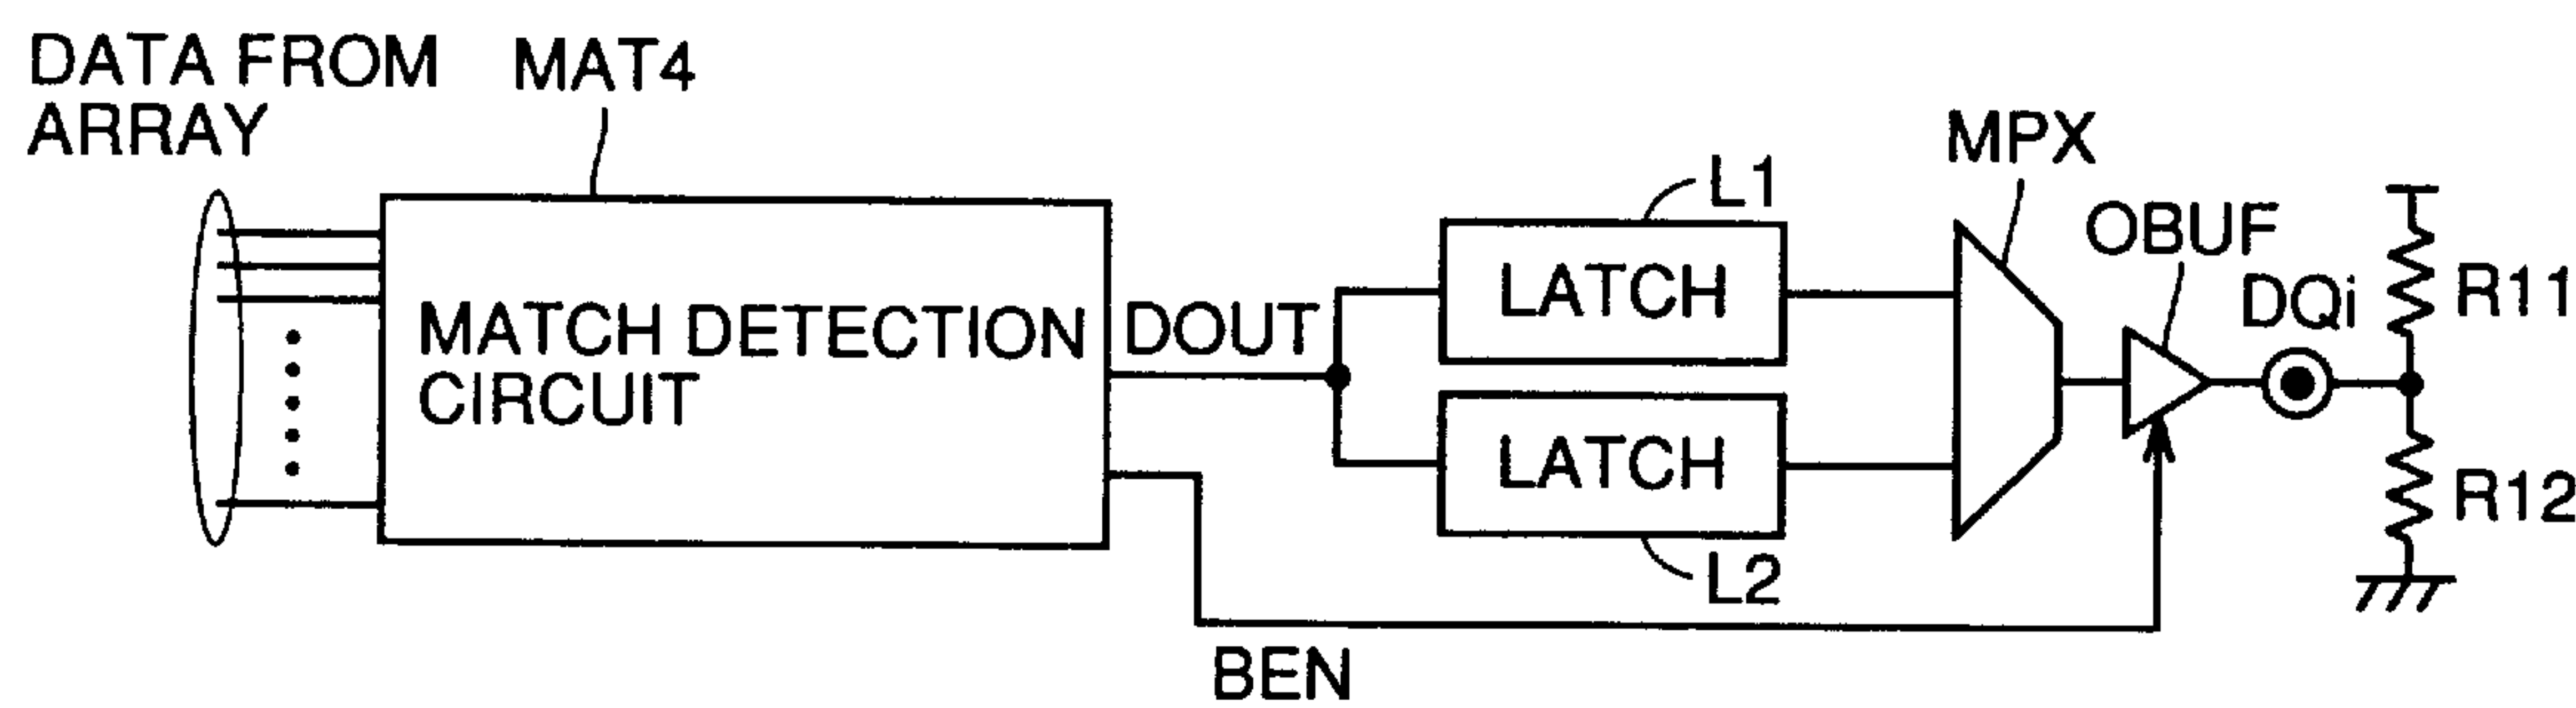 DATA FROM
ARRAY
MAT4
MATCH DETECTION
CIRCUIT
DOUT
BEN
L1
LATCH
LATCH
L2
MPX
OBUF
DQi
R11
R12